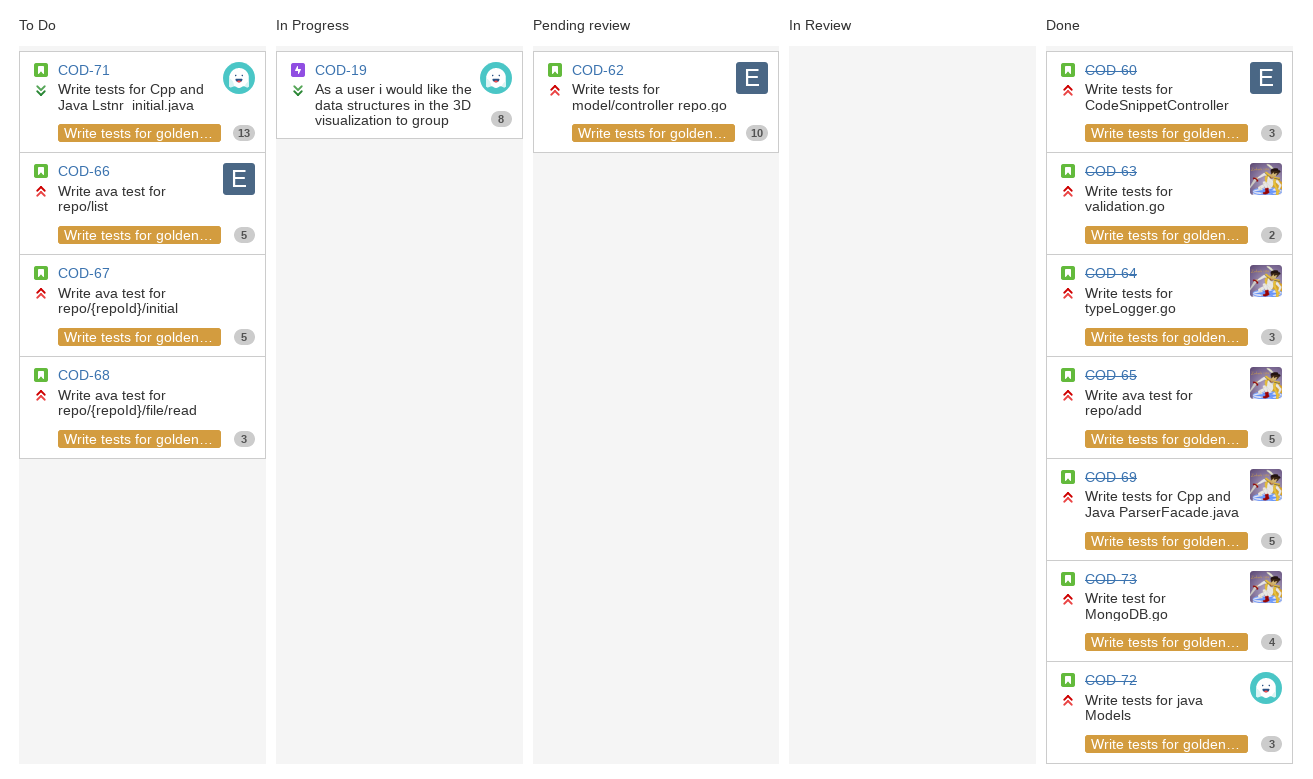 To Do
COD-71
Write tests for Cpp and
Java Lstnr  initial.java
Write tests for golden…
13
COD-66
E
Write ava test for
repo/list
Write tests for golden…
5
COD-67
Write ava test for
repo/{repoId}/initial
Write tests for golden…
5
COD-68
Write ava test for
repo/{repoId}/file/read
Write tests for golden…
3
In Progress
COD-19
As a user i would like the
data structures in the 3D
visualization to group
8
Pending review
COD-62
E
Write tests for
model/controller repo.go
Write tests for golden…
10
In Review
Done
COD-60
E
Write tests for
CodeSnippetController
Write tests for golden…
3
COD-63
Write tests for
validation.go
Write tests for golden…
2
COD-64
Write tests for
typeLogger.go
Write tests for golden…
3
COD-65
Write ava test for
repo/add
Write tests for golden…
5
COD-69
Write tests for Cpp and
Java ParserFacade.java
Write tests for golden…
5
COD-73
Write test for
MongoDB.go
Write tests for golden…
4
COD-72
Write tests for java
Models
Write tests for golden…
3